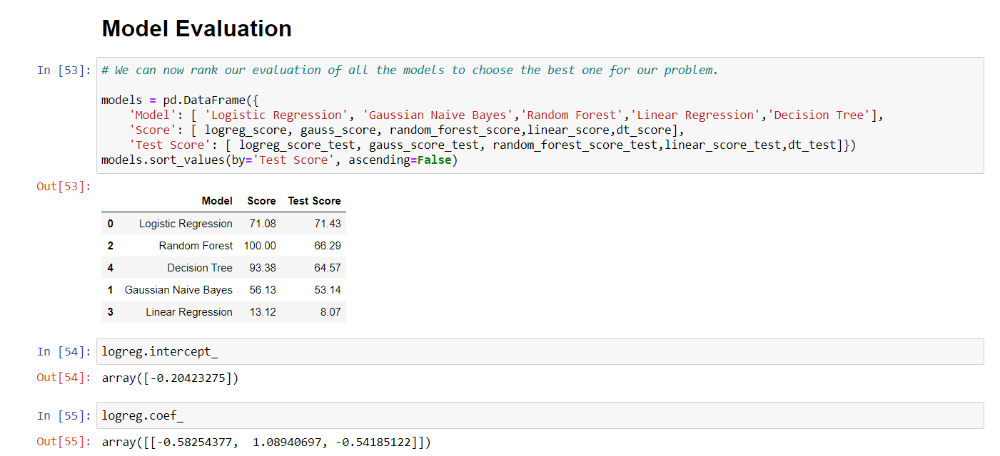 Model Evaluation
In [53]: # We can now rank our evaluation of all the models to choose the best one for our problem.
models = pd.DataFrame({
'Model': [ 'Logistic Regression', 'Gaussian Naive Bayes','Random Forest','Linear Regression','Decision Tree'],
'Score': [ logreg_score, gauss_score, random_forest_score,linear_score,dt_score],
'Test Score': [ logreg_score_test, gauss_score_test, random_forest_score_test,linear_score_test,dt_test]})
models.sort_values(by='Test Score', ascending=False)
Out[53]:
Model Score Test Score
0 Logistic Regression 71.08 71.43
2 Random Forest 100.00 66.29
4 Decision Tree 93.38 64.57
1 Gaussian Naive Bayes 56.13 53.14
3 Linear Regression 13.12 8.07
In [54]: logreg.intercept_
Out[54]: array([-0.20423275])
In [55]: logreg.coef_
Out[55]: array([[-0.58254377, 1.08940697, -0.54185122]])